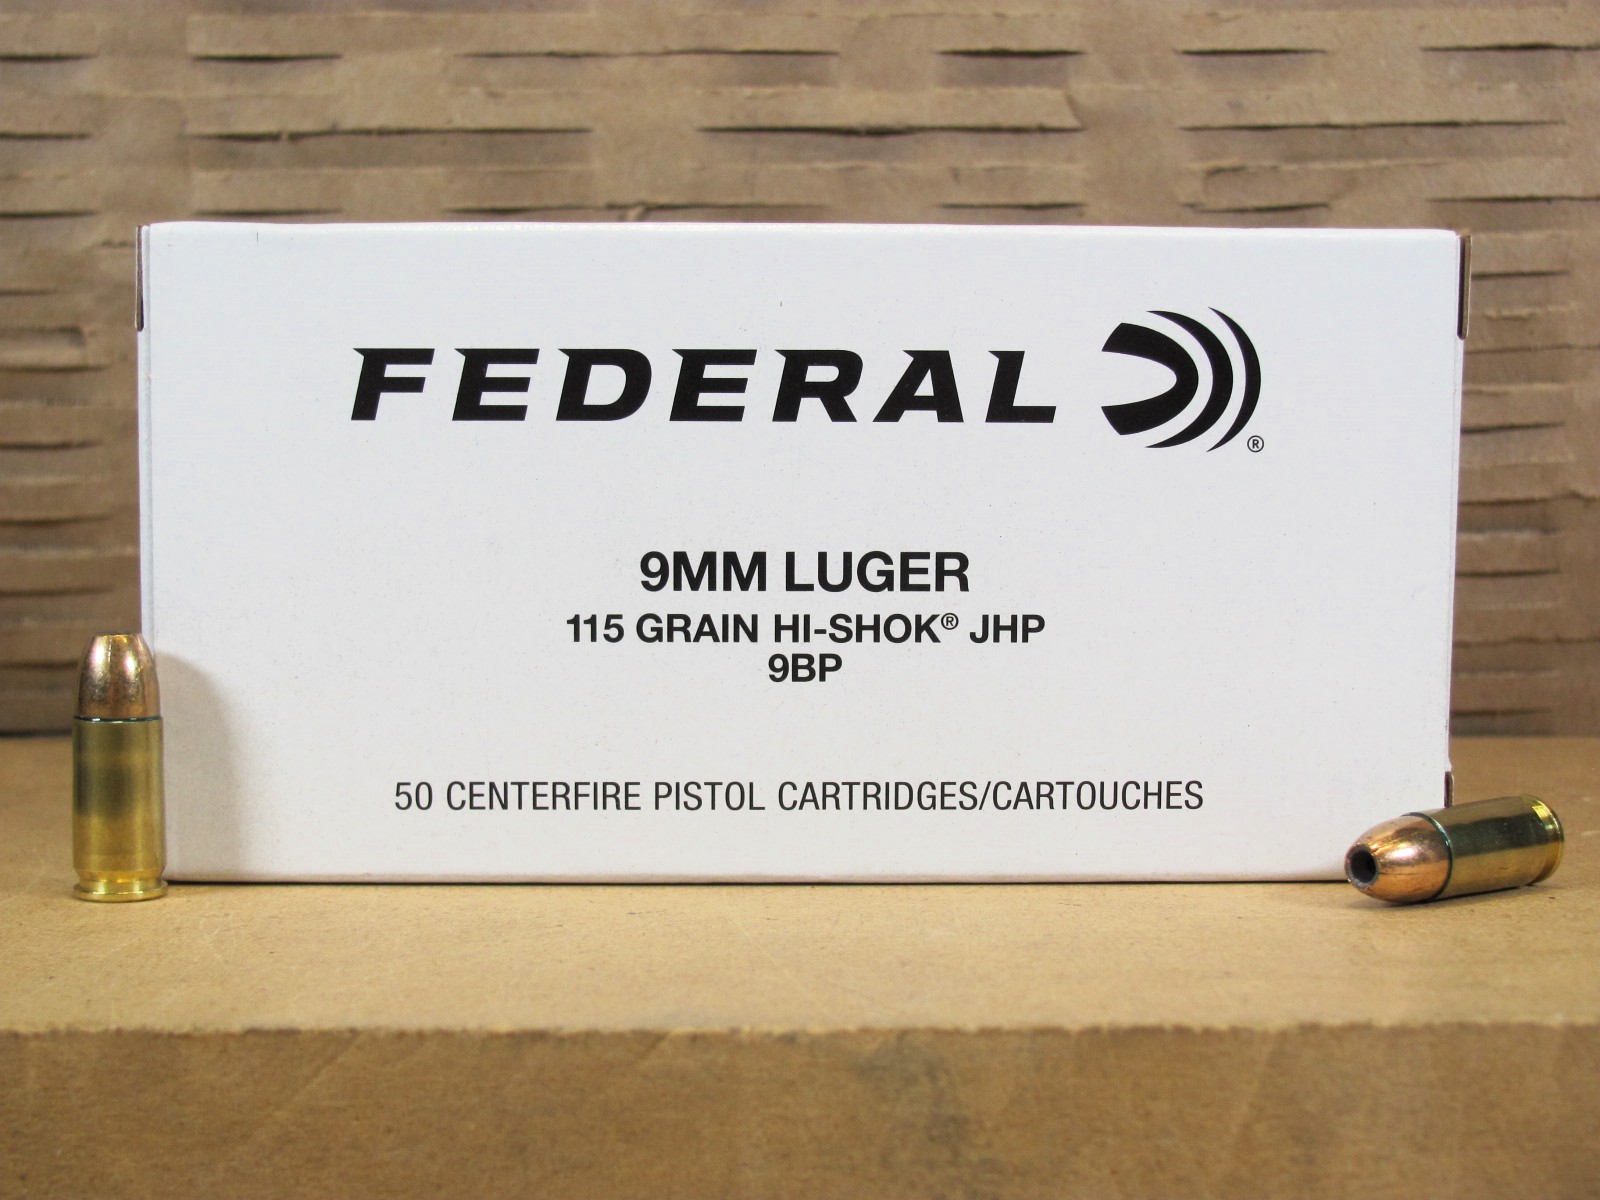 FEDERAL ®
9MM LUGER
115 GRAIN HI-SHOK® JHP
9BP
50 CENTERFIRE PISTOL CARTRIDGES/CARTOUCHES